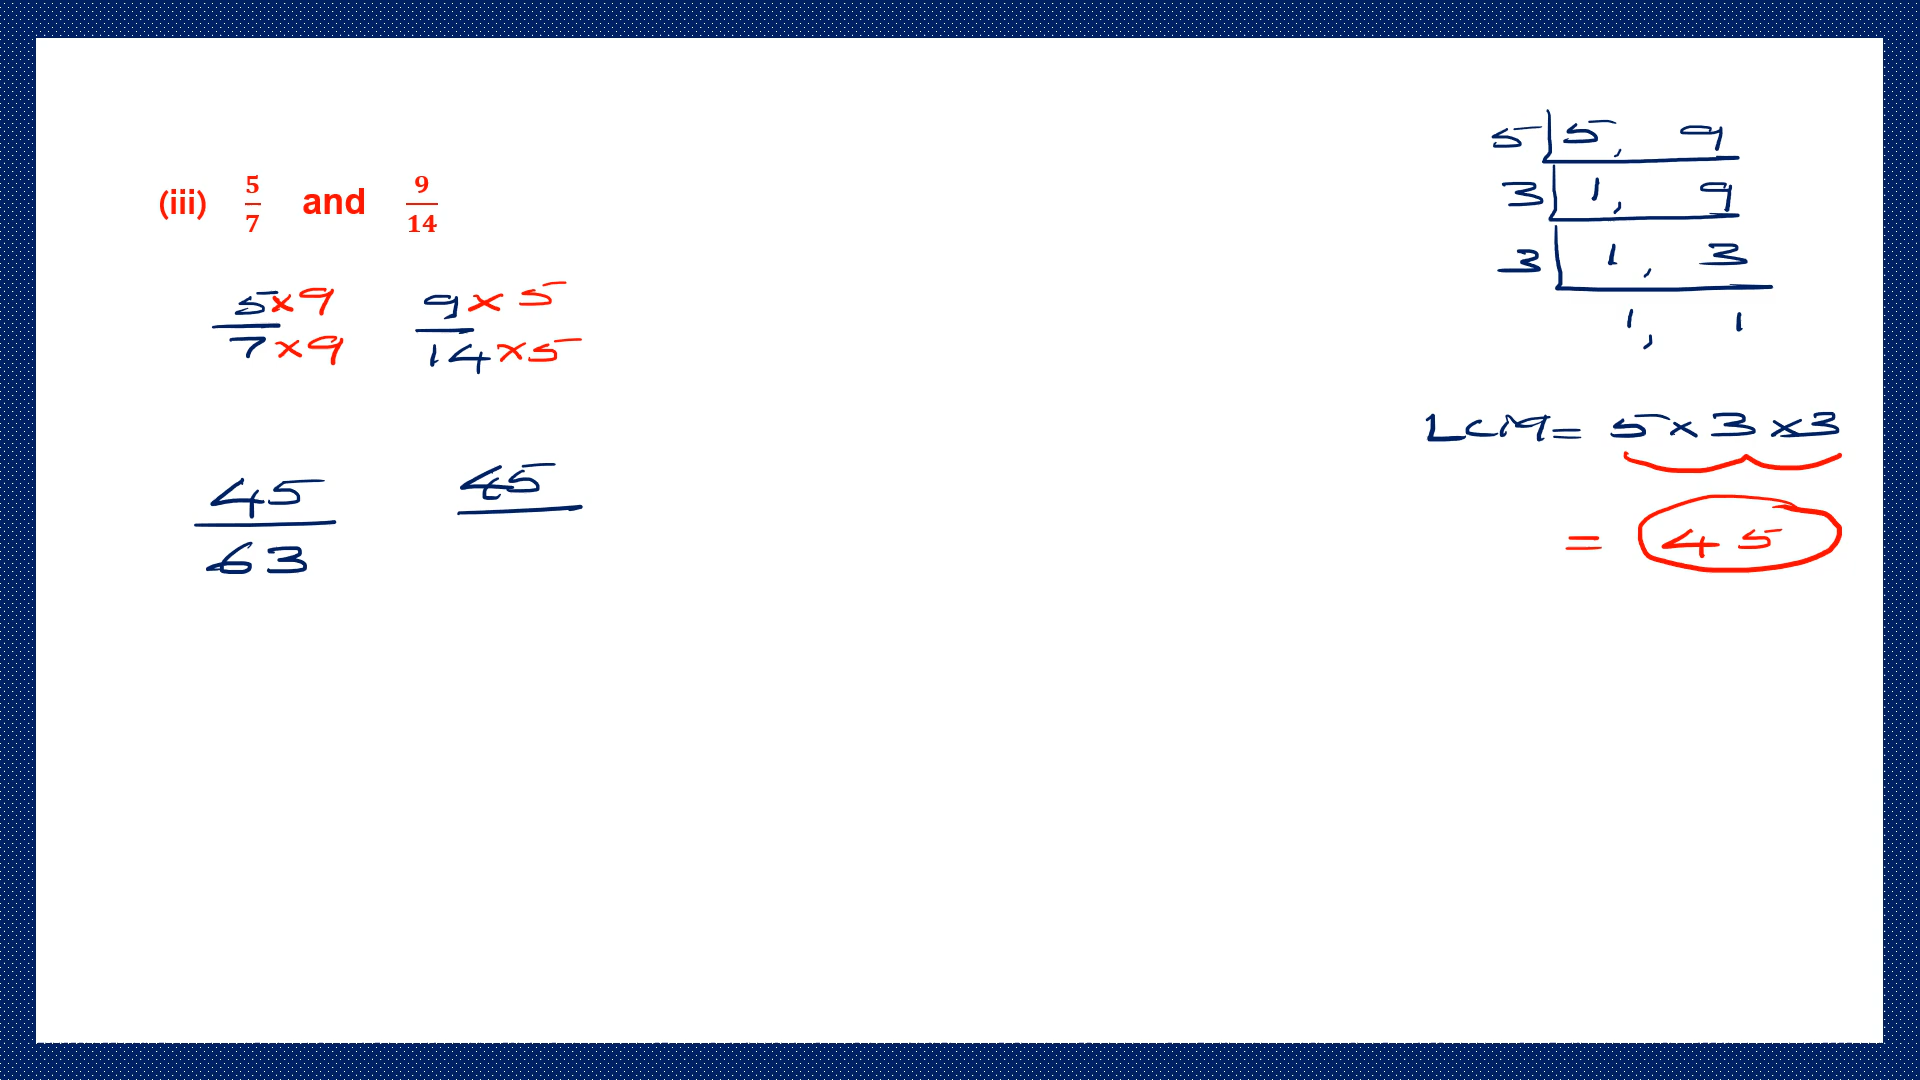 (iii) 5/7 and 9/14
5×9/7×9 9×5/14×5
45/63 45/
5 | 5, 9
3 | 1, 9
3 | 1, 3
1, 1
LCM = 5×3×3
= 45